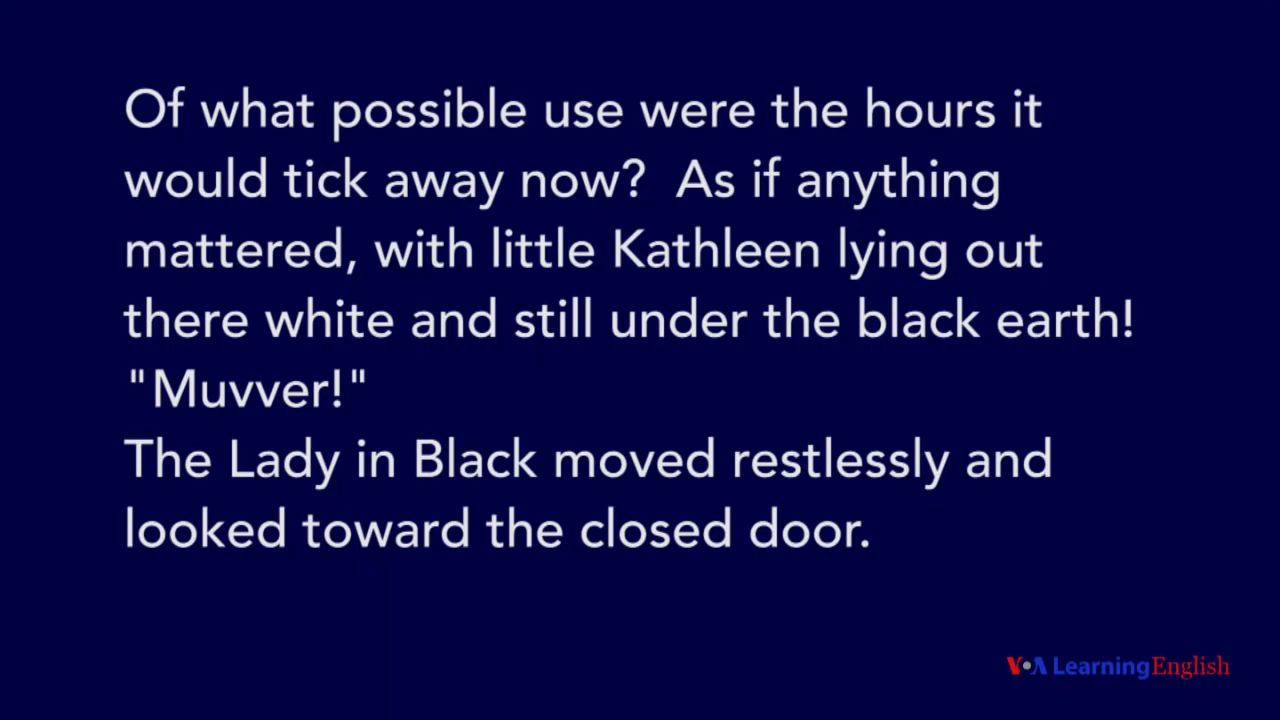 Of what possible use were the hours it
would tick away now?  As if anything
mattered, with little Kathleen lying out
there white and still under the black earth!
"Muvver!"
The Lady in Black moved restlessly and
looked toward the closed door.
VOA Learning English